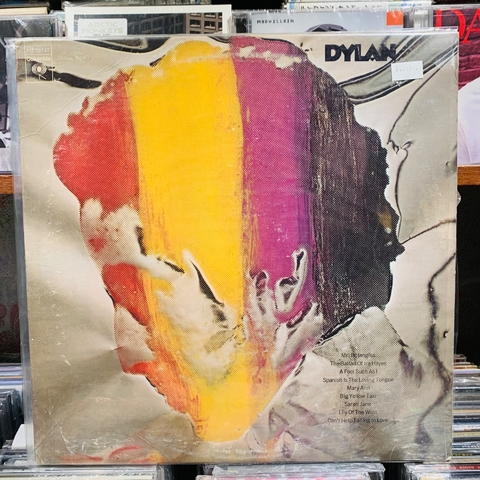 DYLAN
Mr. Bojangles
The Ballad Of Ira Hayes
A Fool Such As I
Spanish Is The Loving Tongue
Mary Ann
Big Yellow Taxi
Sarah Jane
Lily Of The West
Can't Help Falling In Love